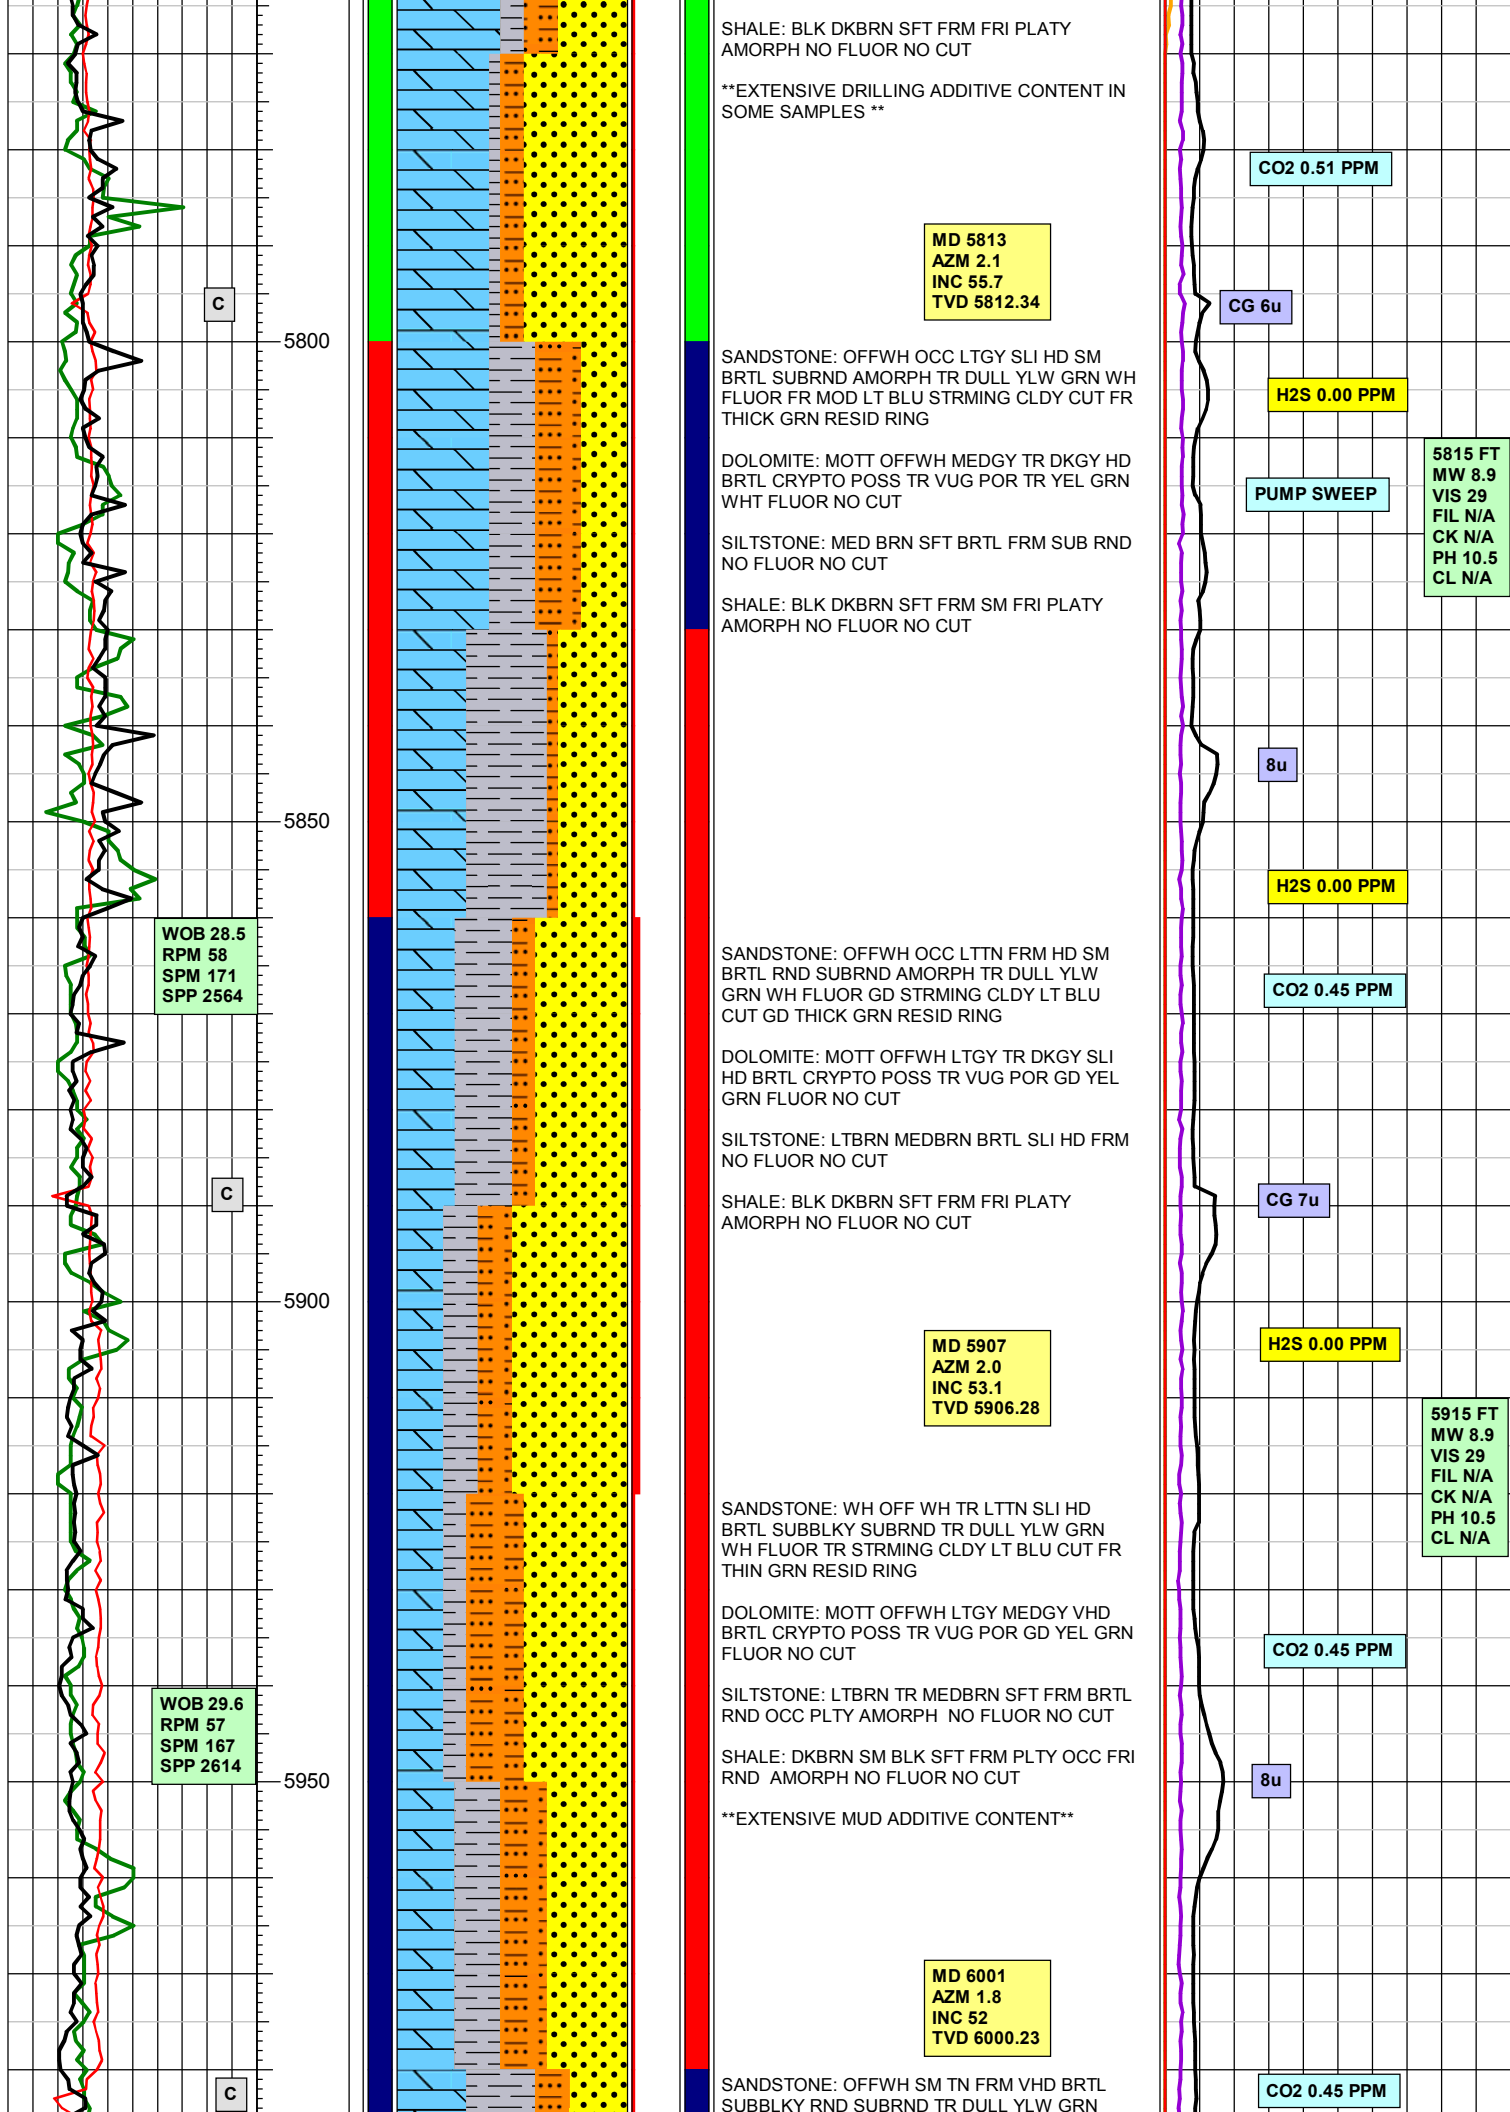 SHALE: BLK DKBRN SFT FRM FRI PLATY
AMORPH NO FLUOR NO CUT
**EXTENSIVE DRILLING ADDITIVE CONTENT IN
SOME SAMPLES **
CO2 0.51 PPM
MD 5813
AZM 2.1
INC 55.7
TVD 5812.34
C
CG 6u
5800
SANDSTONE: OFFWH OCC LTGY SLI HD SM
BRTL SUBRND AMORPH TR DULL YLW GRN WH
FLUOR FR MOD LT BLU STRMING CLDY CUT FR
THICK GRN RESID RING
H2S 0.00 PPM
DOLOMITE: MOTT OFFWH MEDGY TR DKGY HD
BRTL CRYPTO POSS TR VUG POR TR YEL GRN
WHT FLUOR NO CUT
PUMP SWEEP
5815 FT
MW 8.9
VIS 29
FIL N/A
CK N/A
PH 10.5
CL N/A
SILTSTONE: MED BRN SFT BRTL FRM SUB RND
NO FLUOR NO CUT
SHALE: BLK DKBRN SFT FRM SM FRI PLATY
AMORPH NO FLUOR NO CUT
8u
5850
H2S 0.00 PPM
WOB 28.5
RPM 58
SPM 171
SPP 2564
SANDSTONE: OFFWH OCC LTTN FRM HD SM
BRTL RND SUBRND AMORPH TR DULL YLW
GRN WH FLUOR GD STRMING CLDY LT BLU
CUT GD THICK GRN RESID RING
CO2 0.45 PPM
DOLOMITE: MOTT OFFWH LTGY TR DKGY SLI
HD BRTL CRYPTO POSS TR VUG POR GD YEL
GRN FLUOR NO CUT
SILTSTONE: LTBRN MEDBRN BRTL SLI HD FRM
NO FLUOR NO CUT
C
SHALE: BLK DKBRN SFT FRM FRI PLATY
AMORPH NO FLUOR NO CUT
CG 7u
5900
MD 5907
AZM 2.0
INC 53.1
TVD 5906.28
H2S 0.00 PPM
5915 FT
MW 8.9
VIS 29
FIL N/A
CK N/A
PH 10.5
CL N/A
SANDSTONE: WH OFF WH TR LTTN SLI HD
BRTL SUBBLKY SUBRND TR DULL YLW GRN
WH FLUOR TR STRMING CLDY LT BLU CUT FR
THIN GRN RESID RING
DOLOMITE: MOTT OFFWH LTGY MEDGY VHD
BRTL CRYPTO POSS TR VUG POR GD YEL GRN
FLUOR NO CUT
CO2 0.45 PPM
WOB 29.6
RPM 57
SPM 167
SPP 2614
SILTSTONE: LTBRN TR MEDBRN SFT FRM BRTL
RND OCC PLTY AMORPH  NO FLUOR NO CUT
SHALE: DKBRN SM BLK SFT FRM PLTY OCC FRI
RND  AMORPH NO FLUOR NO CUT
5950
8u
**EXTENSIVE MUD ADDITIVE CONTENT**
MD 6001
AZM 1.8
INC 52
TVD 6000.23
C
SANDSTONE: OFFWH SM TN FRM VHD BRTL
SUBBLKY RND SUBRND TR DULL YLW GRN
CO2 0.45 PPM